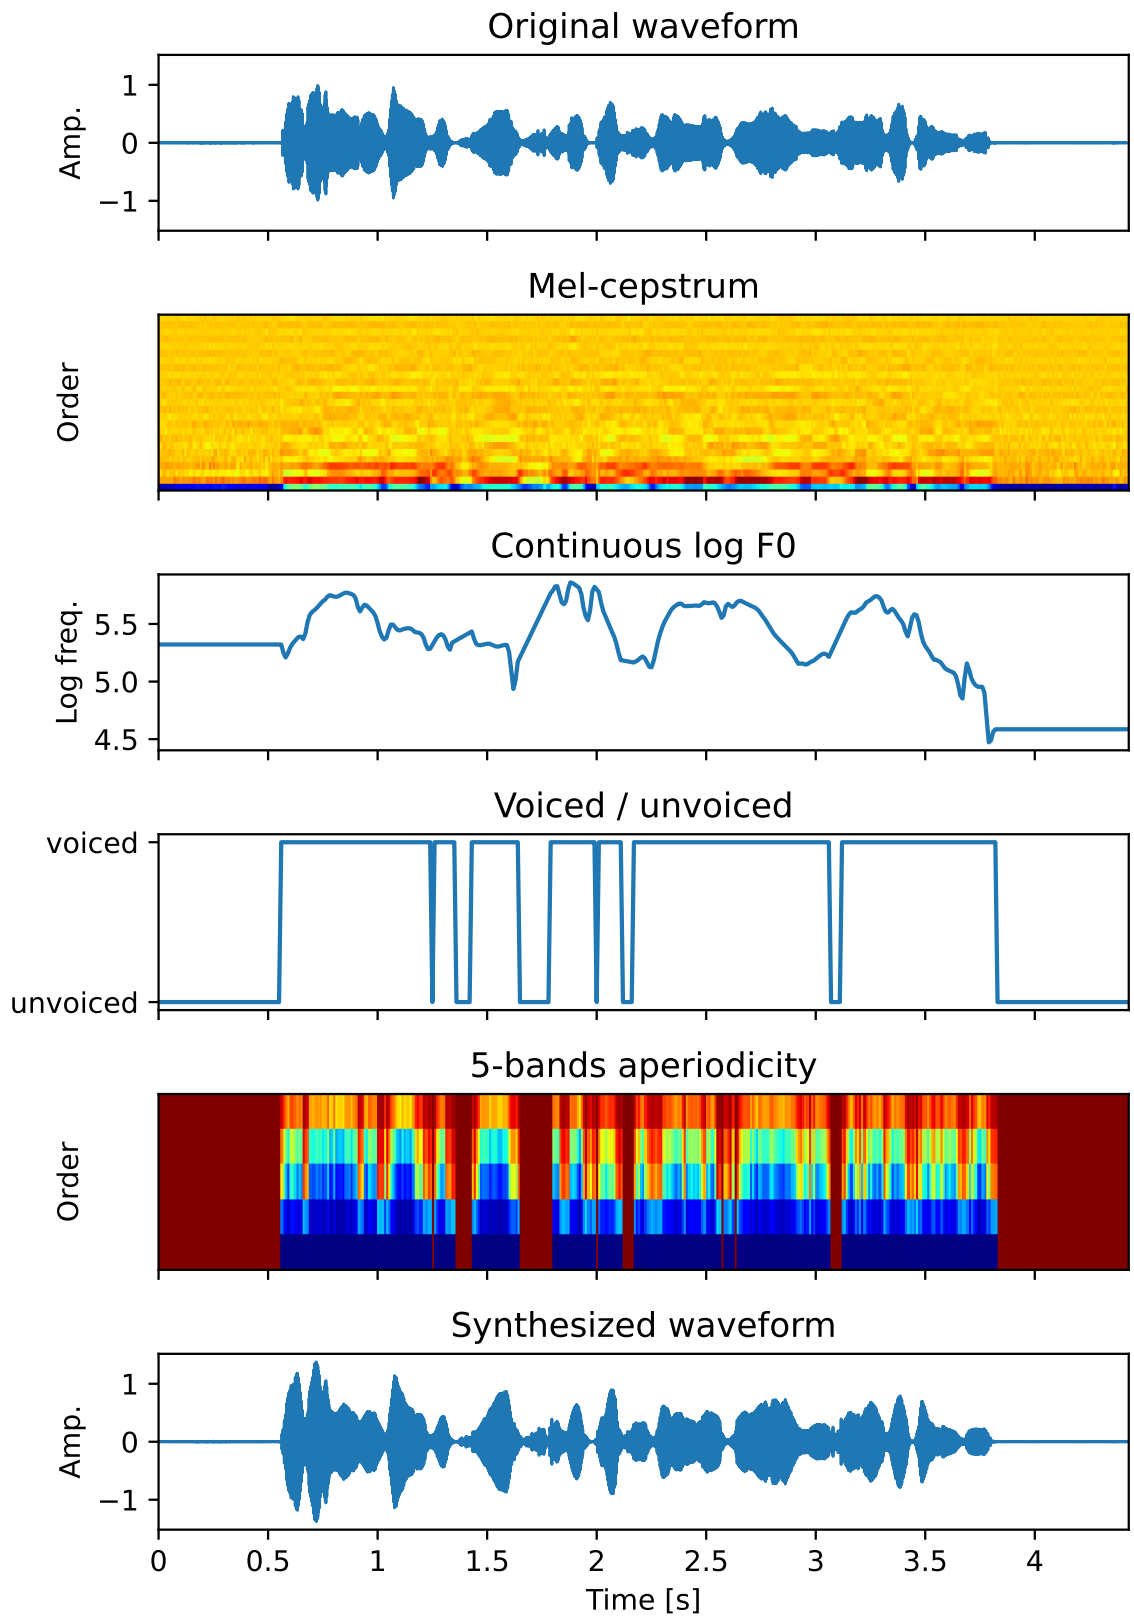 Original waveform
1
0
−1
Amp.
Mel-cepstrum
Order
Continuous log F0
5.5
5.0
4.5
Log freq.
Voiced / unvoiced
voiced
unvoiced
5-bands aperiodicity
Order
Synthesized waveform
1
0
−1
Amp.
0 0.5 1 1.5 2 2.5 3 3.5 4
Time [s]